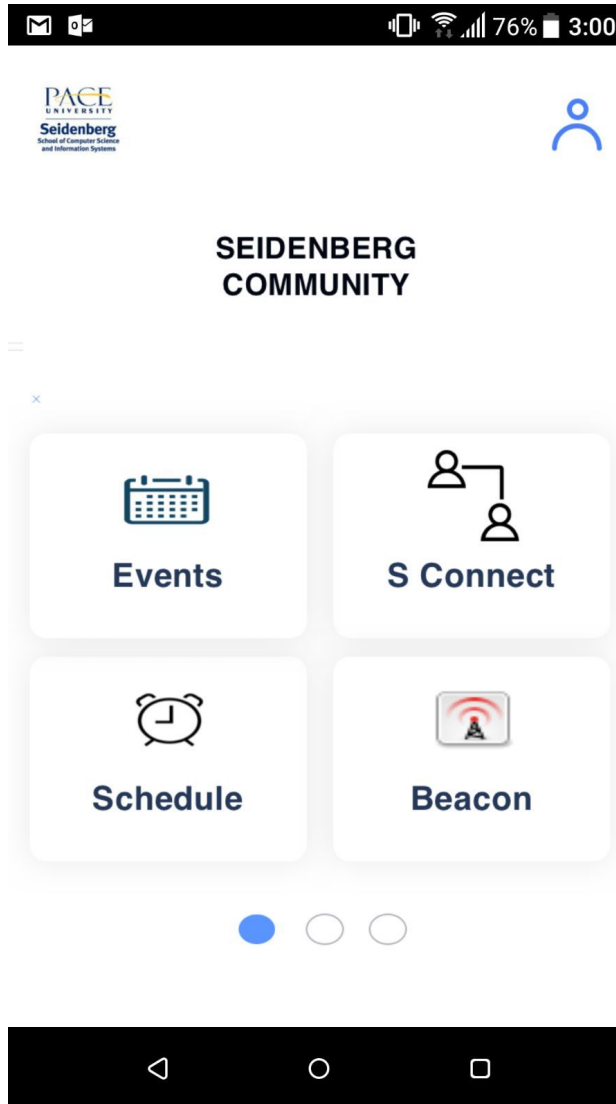 76% 3:00
PACE
UNIVERSITY
Seidenberg
School of Computer Science
and Information Systems
SEIDENBERG
COMMUNITY
Events
S Connect
Schedule
Beacon